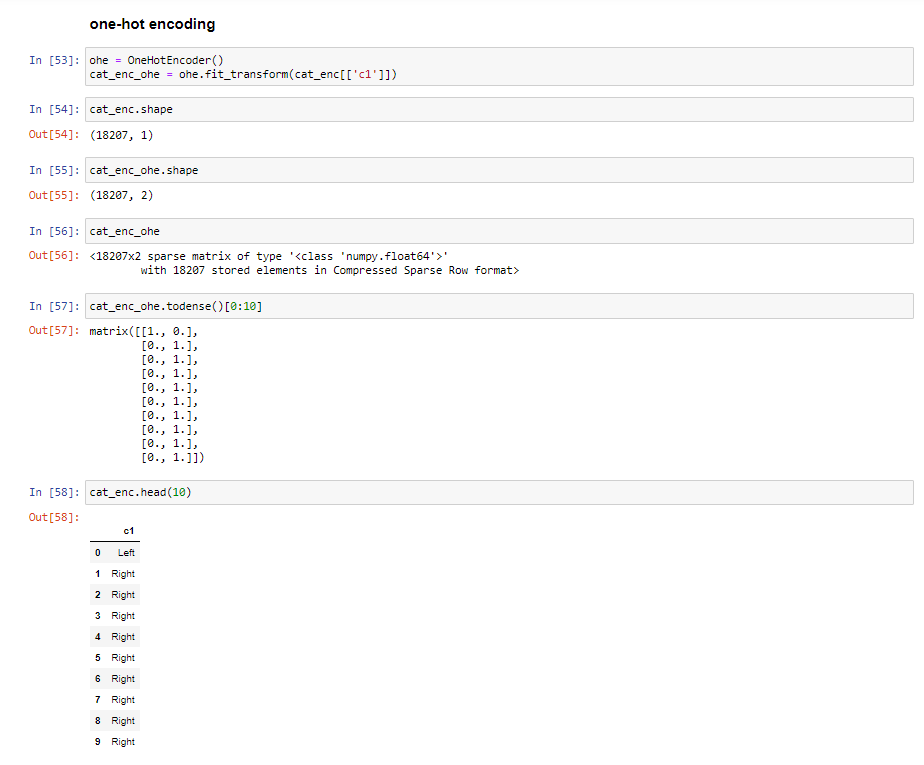 one-hot encoding
In [53]: ohe = OneHotEncoder()
cat_enc_ohe = ohe.fit_transform(cat_enc[['c1']])
In [54]: cat_enc.shape
Out[54]: (18207, 1)
In [55]: cat_enc_ohe.shape
Out[55]: (18207, 2)
In [56]: cat_enc_ohe
Out[56]: <18207x2 sparse matrix of type '<class 'numpy.float64'>'
with 18207 stored elements in Compressed Sparse Row format>
In [57]: cat_enc_ohe.todense()[0:10]
Out[57]: matrix([[1., 0.],
[0., 1.],
[0., 1.],
[0., 1.],
[0., 1.],
[0., 1.],
[0., 1.],
[0., 1.],
[0., 1.],
[0., 1.]])
In [58]: cat_enc.head(10)
Out[58]:
c1
0 Left
1 Right
2 Right
3 Right
4 Right
5 Right
6 Right
7 Right
8 Right
9 Right